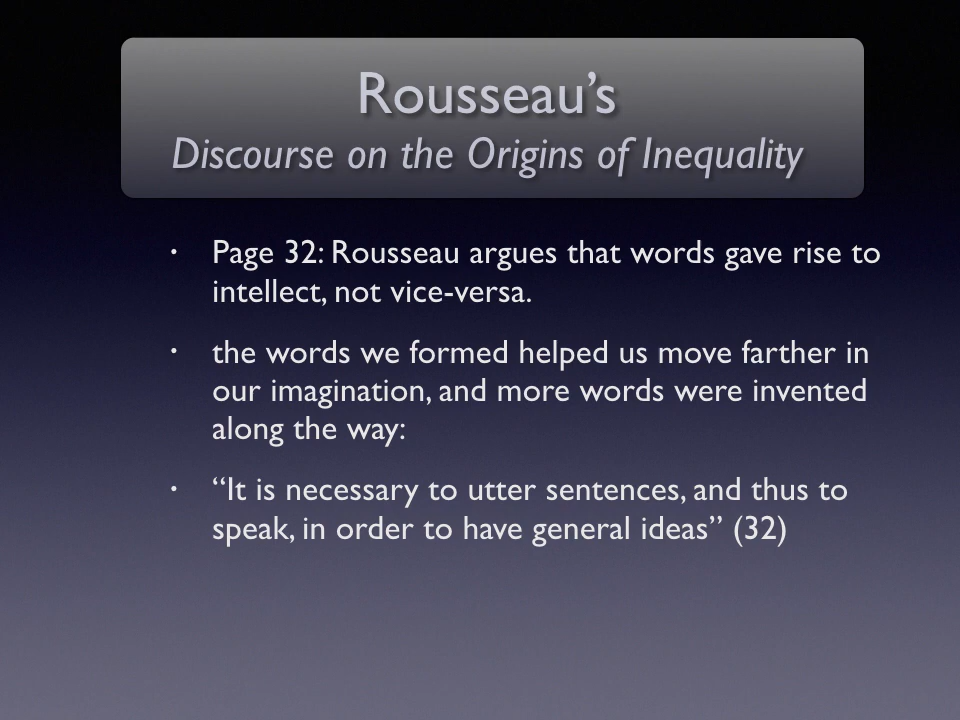 Rousseau’s
Discourse on the Origins of Inequality
• Page 32: Rousseau argues that words gave rise to
intellect, not vice-versa.
• the words we formed helped us move farther in
our imagination, and more words were invented
along the way:
• “It is necessary to utter sentences, and thus to
speak, in order to have general ideas” (32)